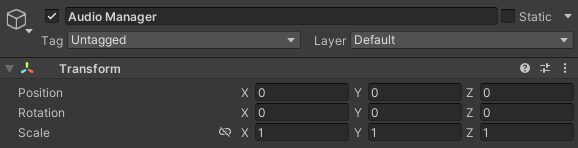 Audio Manager Static
Tag Untagged Layer Default
Transform
Position X 0 Y 0 Z 0
Rotation X 0 Y 0 Z 0
Scale X 1 Y 1 Z 1